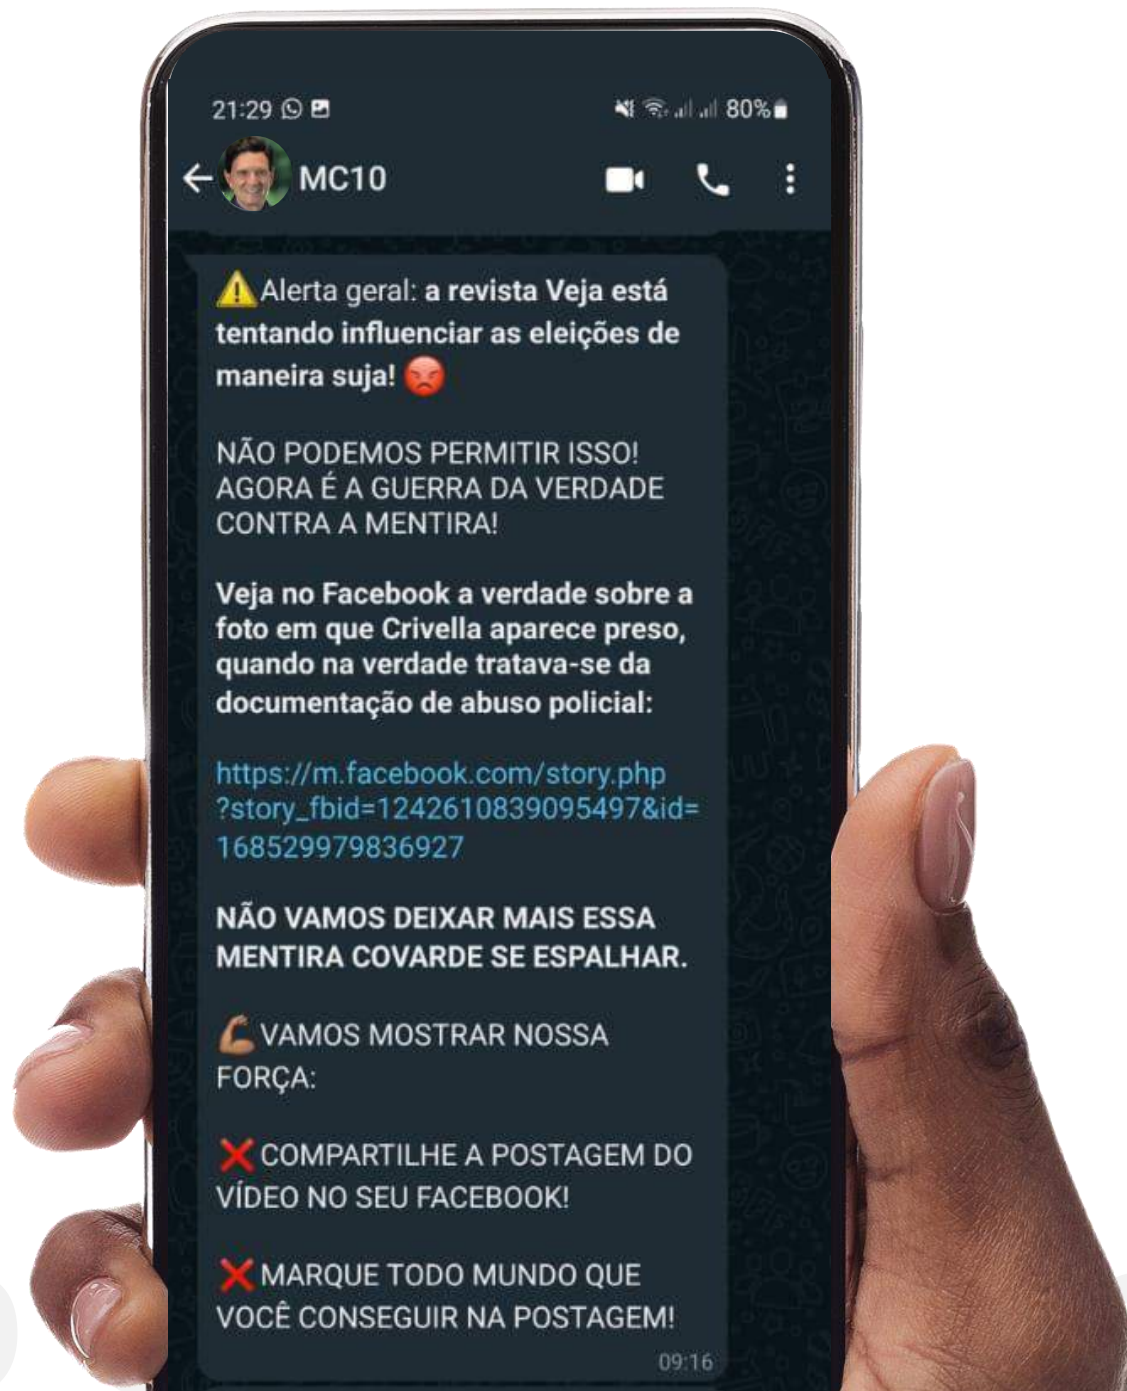 21:29 80%
MC10
⚠️Alerta geral: a revista Veja está
tentando influenciar as eleições de
maneira suja! 😡
NÃO PODEMOS PERMITIR ISSO!
AGORA É A GUERRA DA VERDADE
CONTRA A MENTIRA!
Veja no Facebook a verdade sobre a
foto em que Crivella aparece preso,
quando na verdade tratava-se da
documentação de abuso policial:
https://m.facebook.com/story.php
?story_fbid=1242610839095497&id=
168529979836927
NÃO VAMOS DEIXAR MAIS ESSA
MENTIRA COVARDE SE ESPALHAR.
💪🏽VAMOS MOSTRAR NOSSA
FORÇA:
❌COMPARTILHE A POSTAGEM DO
VÍDEO NO SEU FACEBOOK!
❌MARQUE TODO MUNDO QUE
VOCÊ CONSEGUIR NA POSTAGEM!
09:16